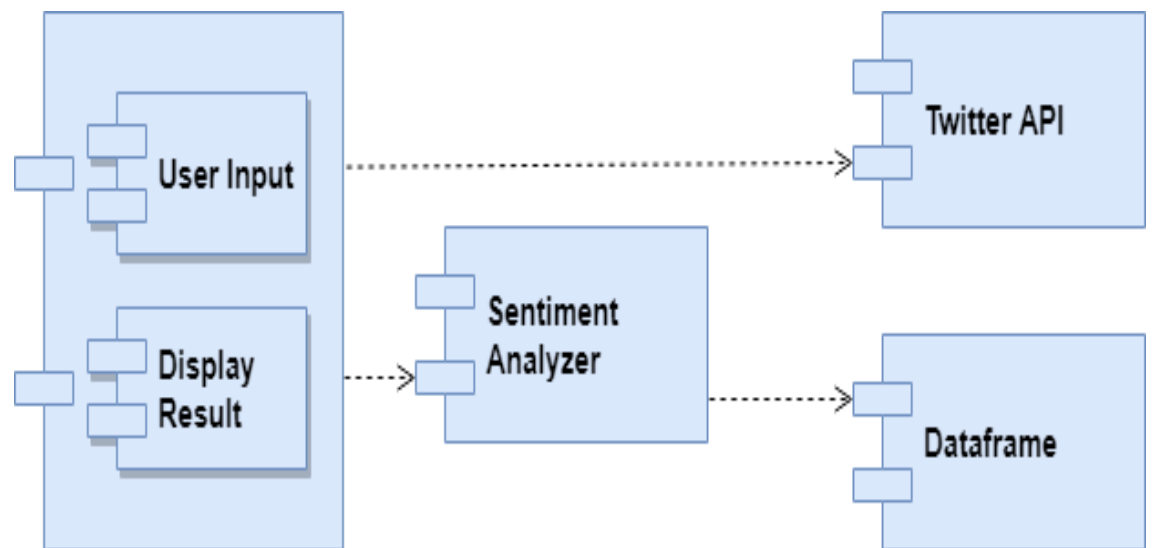 User Input
Display
Result
Sentiment
Analyzer
Twitter API
Dataframe